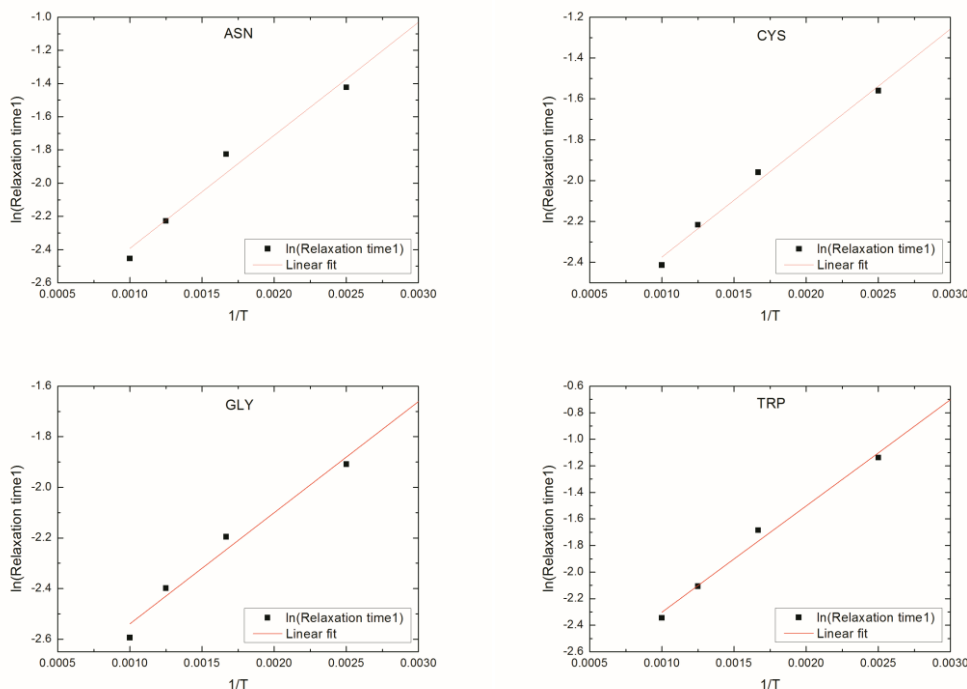 ASN
ln(Relaxation time1)
-1.0
-1.2
-1.4
-1.6
-1.8
-2.0
-2.2
-2.4
-2.6
ln(Relaxation time1)
Linear fit
0.0005 0.0010 0.0015 0.0020 0.0025 0.0030
1/T
CYS
ln(Relaxation time1)
-1.2
-1.6
-2.0
-2.4
ln(Relaxation time1)
Linear fit
0.0005 0.0010 0.0015 0.0020 0.0025 0.0030
1/T
GLY
ln(Relaxation time1)
-1.6
-1.8
-2.0
-2.2
-2.4
-2.6
ln(Relaxation time1)
Linear fit
0.0005 0.0010 0.0015 0.0020 0.0025 0.0030
1/T
TRP
ln(Relaxation time1)
-0.6
-0.8
-1.0
-1.2
-1.4
-1.6
-1.8
-2.0
-2.2
-2.4
-2.6
ln(Relaxation time1)
Linear fit
0.0005 0.0010 0.0015 0.0020 0.0025 0.0030
1/T